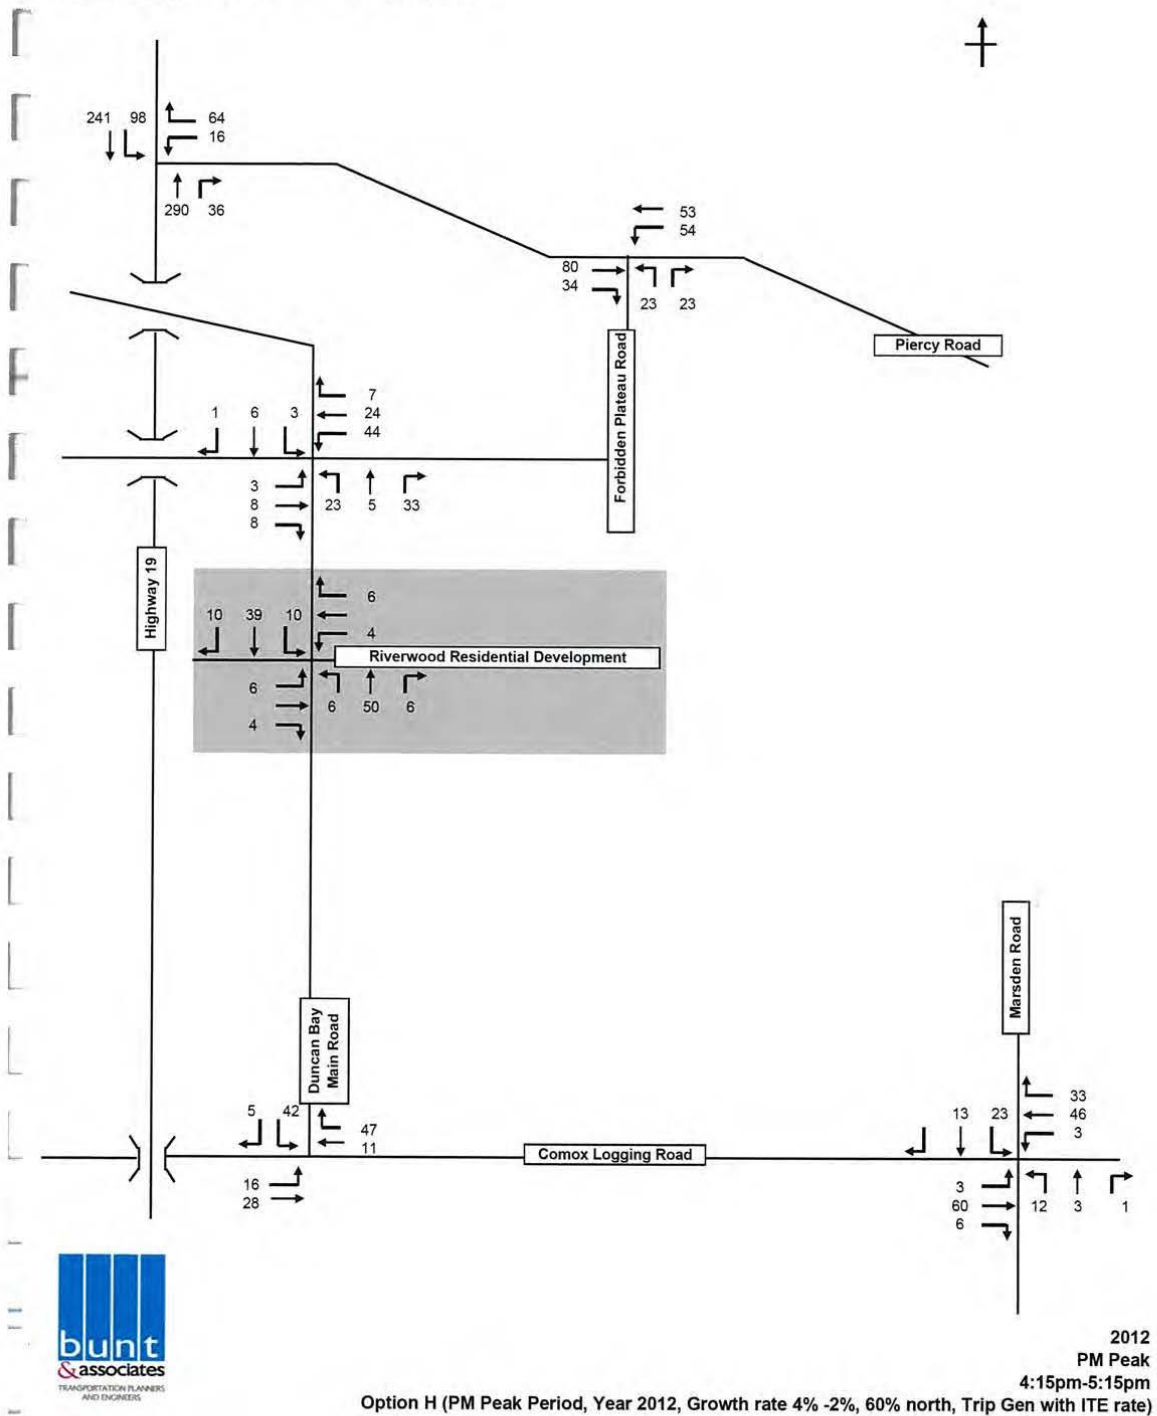 241 98 64
16
290 36
53
54
80
34
23 23
Piercy Road
Forbidden Plateau Road
7
1 6 3 24
44
3
8 23 5 33
8
Highway 19
6
10 39 10
4
Riverwood Residential Development
6
6 50 6
4
Marsden Road
Duncan Bay
Main Road
5 42
47
11
33
13 23 46
3
Comox Logging Road
16
28
3
60 12 3 1
6
bunt
& associates
TRANSPORTATION PLANNERS
AND ENGINEERS
2012
PM Peak
4:15pm-5:15pm
Option H (PM Peak Period, Year 2012, Growth rate 4% -2%, 60% north, Trip Gen with ITE rate)